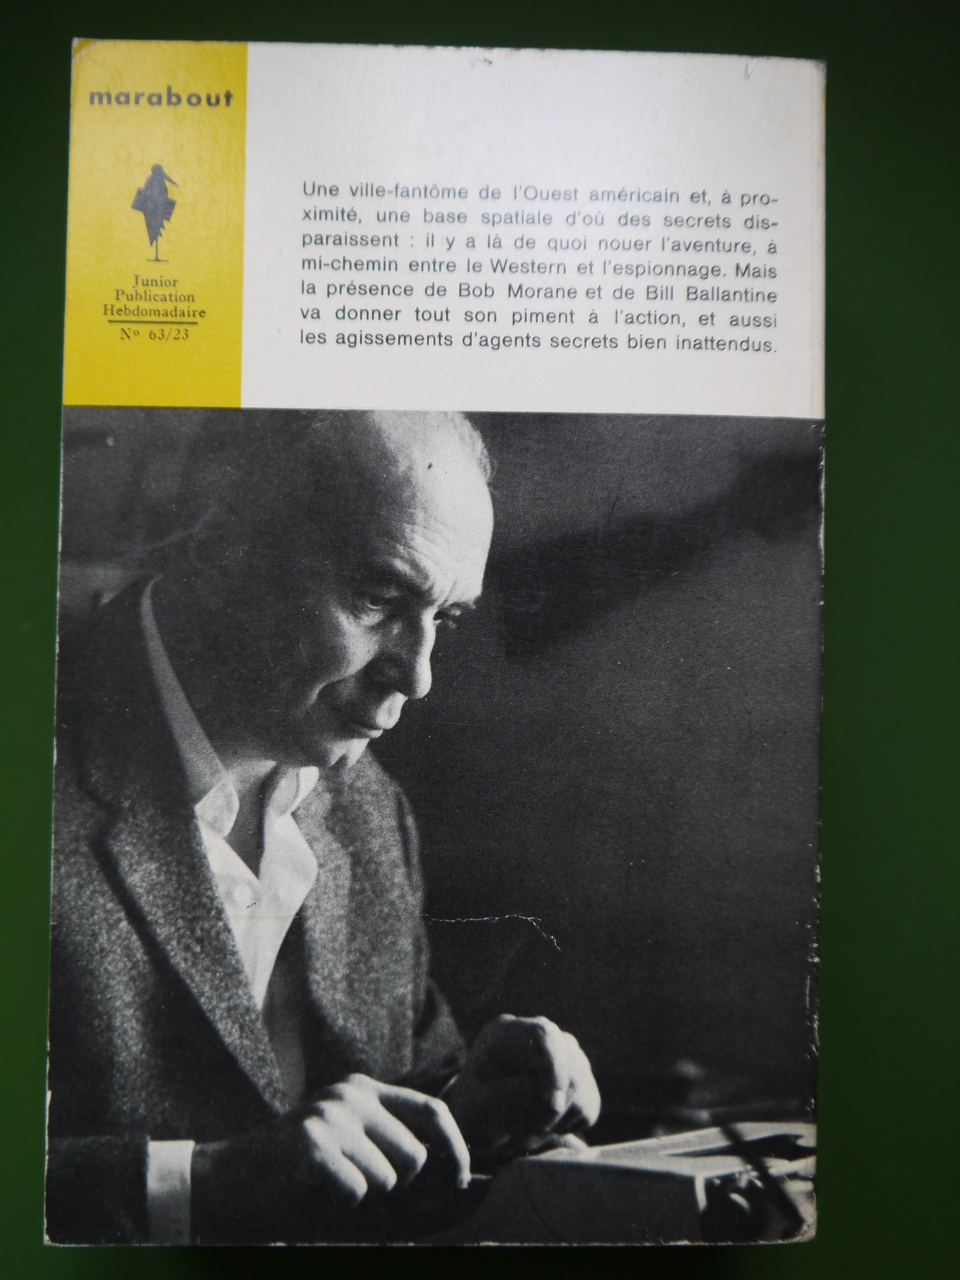 marabout
Junior
Publication
Hebdomadaire
Nº 63/23
Une ville-fantôme de l'Ouest américain et, à pro-
ximité, une base spatiale d'où des secrets dis-
paraissent : il y a là de quoi nouer l'aventure, à
mi-chemin entre le Western et l'espionnage. Mais
la présence de Bob Morane et de Bill Ballantine
va donner tout son piment à l'action, et aussi
les agissements d'agents secrets bien inattendus.